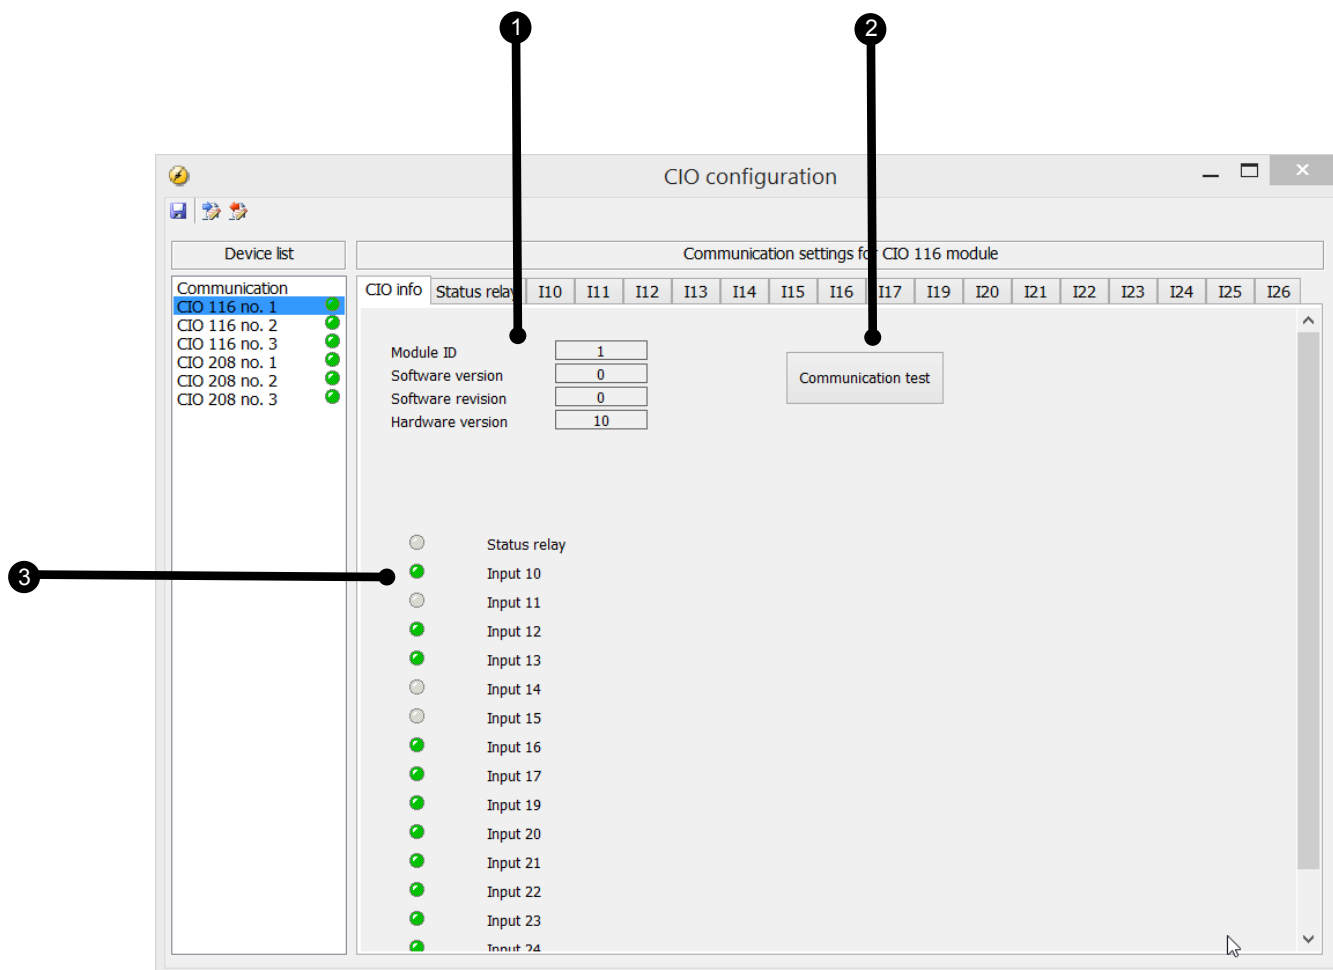 1
2
CIO configuration
Device list
Communication settings for CIO 116 module
Communication
CIO 116 no. 1
CIO 116 no. 2
CIO 116 no. 3
CIO 208 no. 1
CIO 208 no. 2
CIO 208 no. 3
CIO info Status relay I10 I11 I12 I13 I14 I15 I16 I17 I19 I20 I21 I22 I23 I24 I25 I26
Module ID 1
Software version 0
Software revision 0
Hardware version 10
Communication test
Status relay
3
Input 10
Input 11
Input 12
Input 13
Input 14
Input 15
Input 16
Input 17
Input 19
Input 20
Input 21
Input 22
Input 23
Input 24